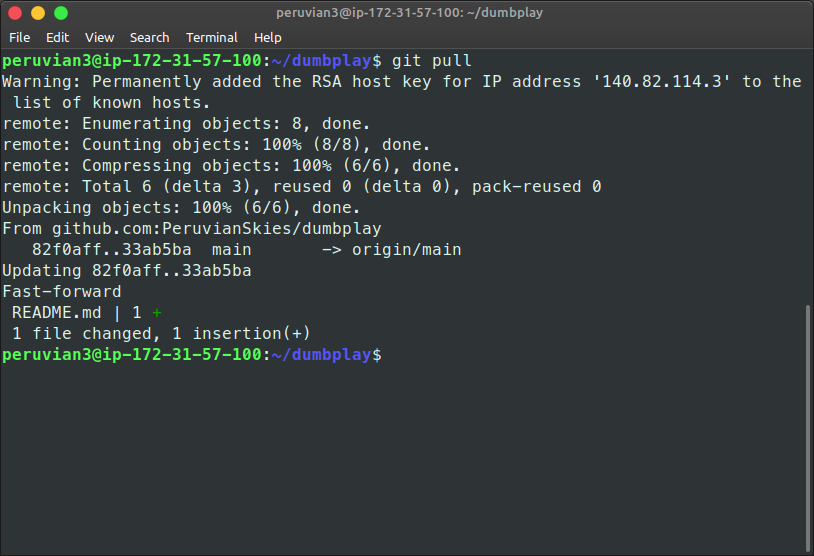 peruvian3@ip-172-31-57-100: ~/dumbplay
File Edit View Search Terminal Help
peruvian3@ip-172-31-57-100:~/dumbplay$ git pull
Warning: Permanently added the RSA host key for IP address '140.82.114.3' to the
 list of known hosts.
remote: Enumerating objects: 8, done.
remote: Counting objects: 100% (8/8), done.
remote: Compressing objects: 100% (6/6), done.
remote: Total 6 (delta 3), reused 0 (delta 0), pack-reused 0
Unpacking objects: 100% (6/6), done.
From github.com:PeruvianSkies/dumbplay
   82f0aff..33ab5ba  main       -> origin/main
Updating 82f0aff..33ab5ba
Fast-forward
 README.md | 1 +
 1 file changed, 1 insertion(+)
peruvian3@ip-172-31-57-100:~/dumbplay$